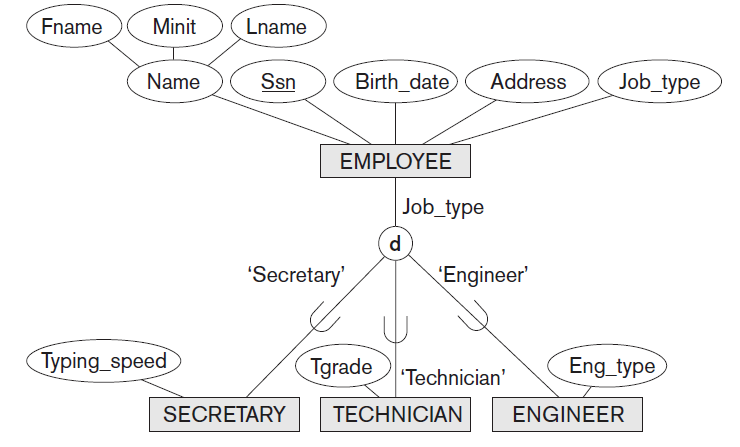 Fname Minit Lname
Name Ssn Birth_date Address Job_type
EMPLOYEE
Job_type
d
‘Secretary’ ‘Engineer’
Typing_speed Tgrade Eng_type
‘Technician’
SECRETARY TECHNICIAN ENGINEER